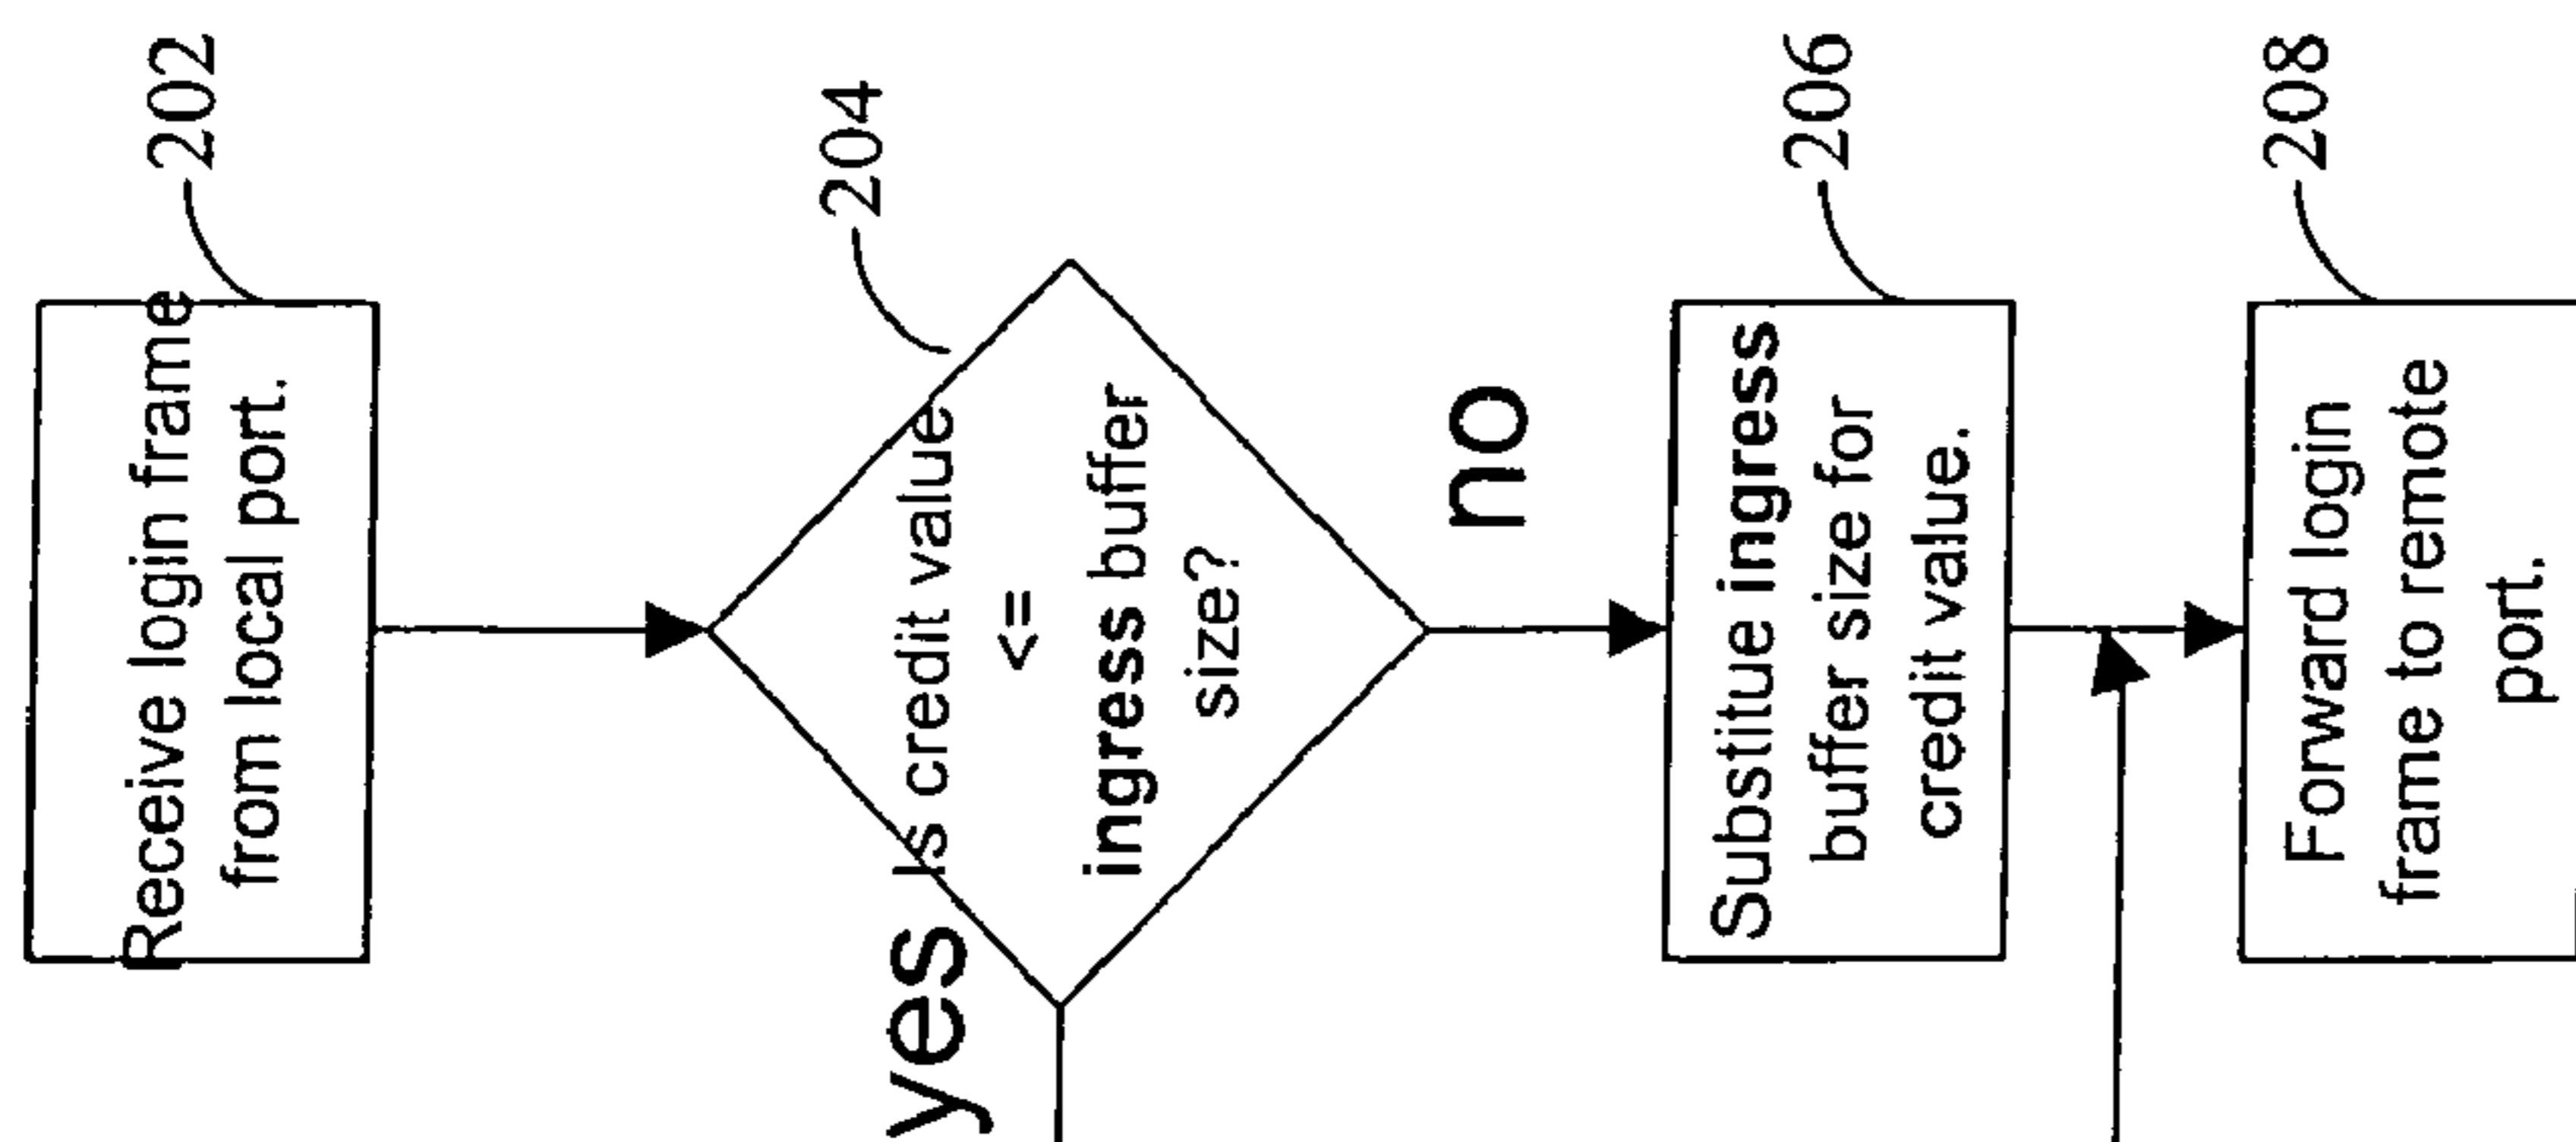 Receive login frame
from local port.
202
Is credit value
<=
ingress buffer
size?
204
yes
no
Substitue ingress
buffer size for
credit value.
206
Forward login
frame to remote
port.
208